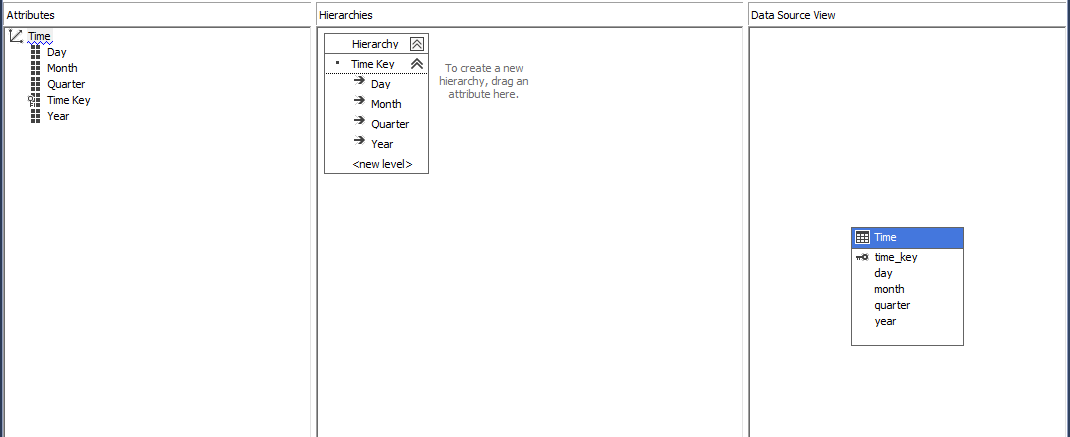 Attributes
Time
Day
Month
Quarter
Time Key
Year
Hierarchies
Hierarchy
Time Key
Day
Month
Quarter
Year
<new level>
To create a new
hierarchy, drag an
attribute here.
Data Source View
Time
time_key
day
month
quarter
year